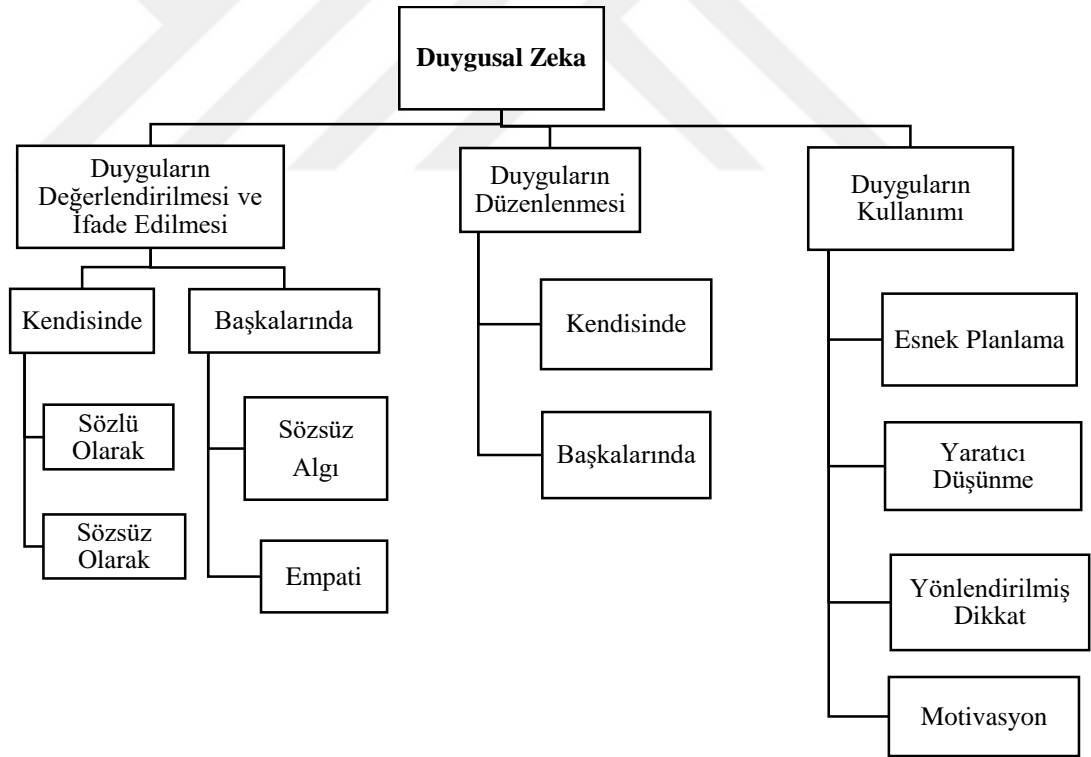 Duygusal Zeka
Duyguların
Değerlendirilmesi ve
İfade Edilmesi
Duyguların
Düzenlenmesi
Duyguların
Kullanımı
Kendisinde
Başkalarında
Sözlü
Olarak
Sözsüz
Olarak
Sözsüz
Algı
Empati
Kendisinde
Başkalarında
Esnek Planlama
Yaratıcı
Düşünme
Yönlendirilmiş
Dikkat
Motivasyon